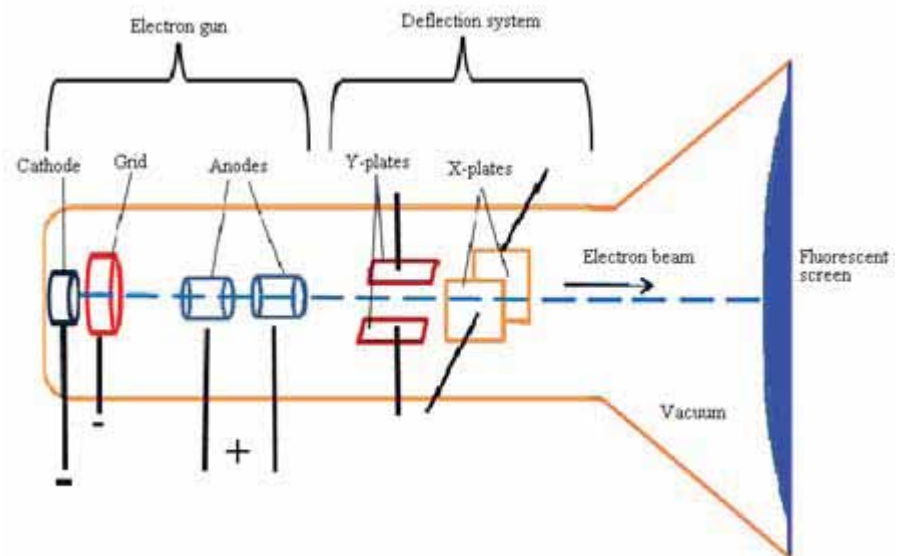 Electron gun
Deflection system
Cathode
Grid
Anodes
Y-plates
X-plates
Electron beam
Fluorescent
screen
Vacuum
-
-
+